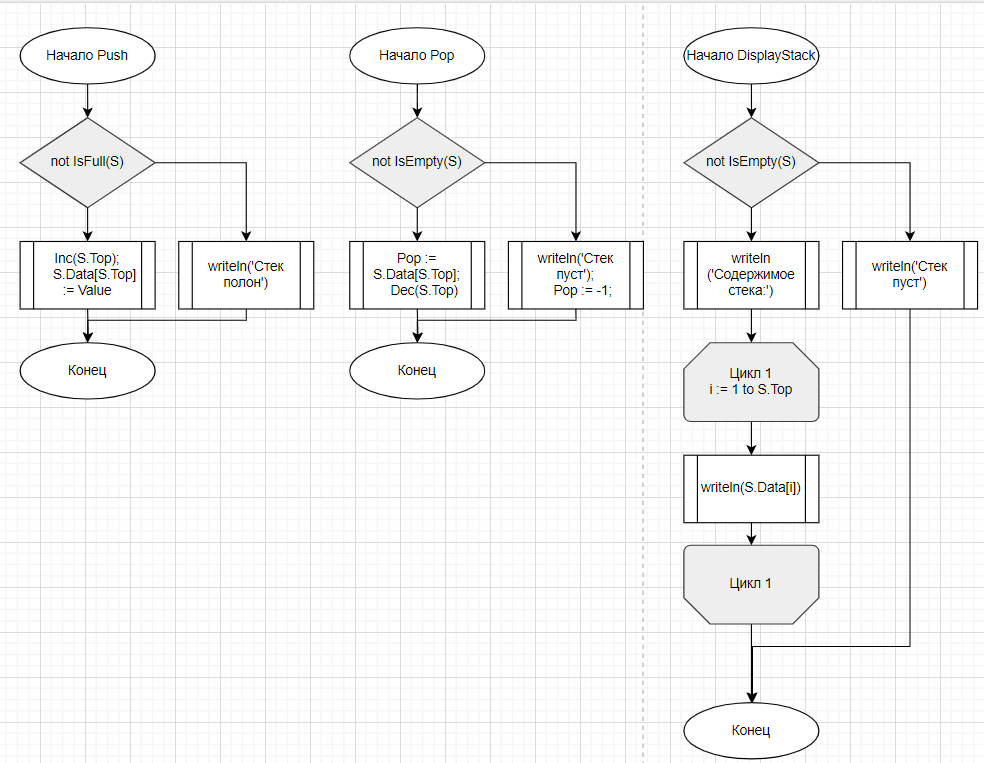 Начало Push
not IsFull(S)
Inc(S.Top);
S.Data[S.Top]
:= Value
writeln('Стек
полон')
Конец
Начало Pop
not IsEmpty(S)
Pop :=
S.Data[S.Top];
Dec(S.Top)
writeln('Стек
пуст');
Pop := -1;
Конец
Начало DisplayStack
not IsEmpty(S)
writeln
('Содержимое
стека:')
writeln('Стек
пуст')
Цикл 1
i := 1 to S.Top
writeln(S.Data[i])
Цикл 1
Конец